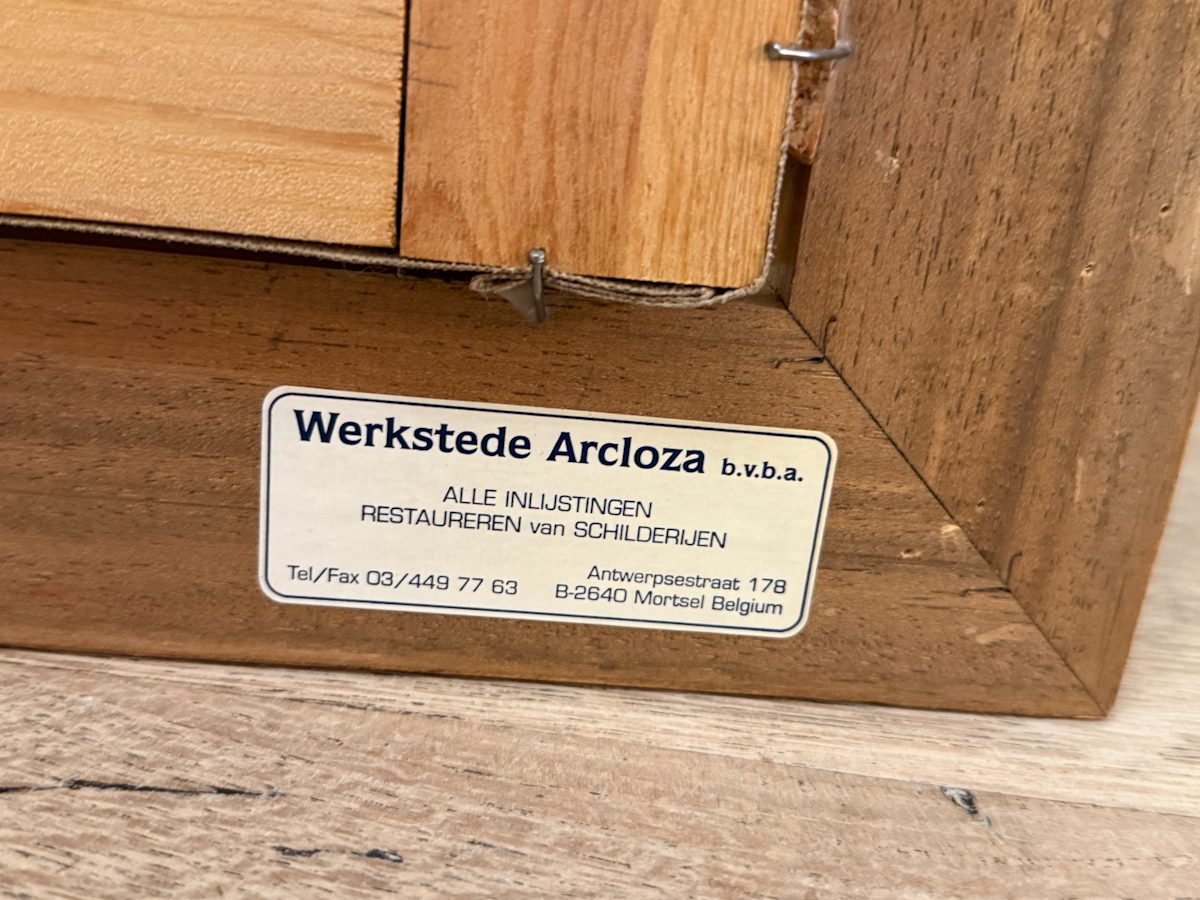 Werkstede Arcloza b.v.b.a.
ALLE INLIJSTINGEN
RESTAUREREN van SCHILDERIJEN
Tel/Fax 03/449 77 63
Antwerpsestraat 178
B-2640 Mortsel Belgium